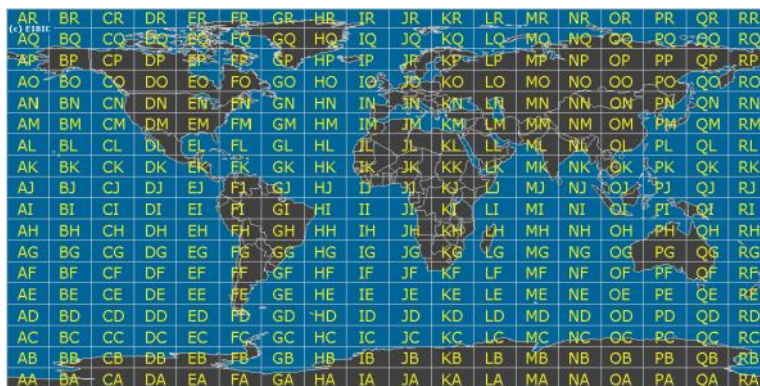 AR BR CR DR ER FR GR HR IR JR KR LR MR NR OR PR QR RR
(c) EI8IC
AQ BQ CQ DQ EQ FQ GQ HQ IQ JQ KQ LQ MQ NQ OQ PQ QQ RQ
AP BP CP DP EP FP GP HP IP JP KP LP MP NP OP PP QP RP
AO BO CO DO EO FO GO HO IO JO KO LO MO NO OO PO QO RO
AN BN CN DN EN FN GN HN IN JN KN LN MN NN ON PN QN RN
AM BM CM DM EM FM GM HM IM JM KM LM MM NM OM PM QM RM
AL BL CL DL EL FL GL HL IL JL KL LL ML NL OL PL QL RL
AK BK CK DK EK FK GK HK IK JK KK LK MK NK OK PK QK RK
AJ BJ CJ DJ EJ FJ GJ HJ IJ JJ KJ LJ MJ NJ OJ PJ QJ RJ
AI BI CI DI EI FI GI HI II JI KI LI MI NI OI PI QI RI
AH BH CH DH EH FH GH HH IH JH KH LH MH NH OH PH QH RH
AG BG CG DG EG FG GG HG IG JG KG LG MG NG OG PG QG RG
AF BF CF DF EF FF GF HF IF JF KF LF MF NF OF PF QF RF
AE BE CE DE EE FE GE HE IE JE KE LE ME NE OE PE QE RE
AD BD CD DD ED FD GD HD ID JD KD LD MD ND OD PD QD RD
AC BC CC DC EC FC GC HC IC JC KC LC MC NC OC PC QC RC
AB BB CB DB EB FB GB HB IB JB KB LB MB NB OB PB QB RB
AA BA CA DA EA FA GA HA IA JA KA LA MA NA OA PA QA RA